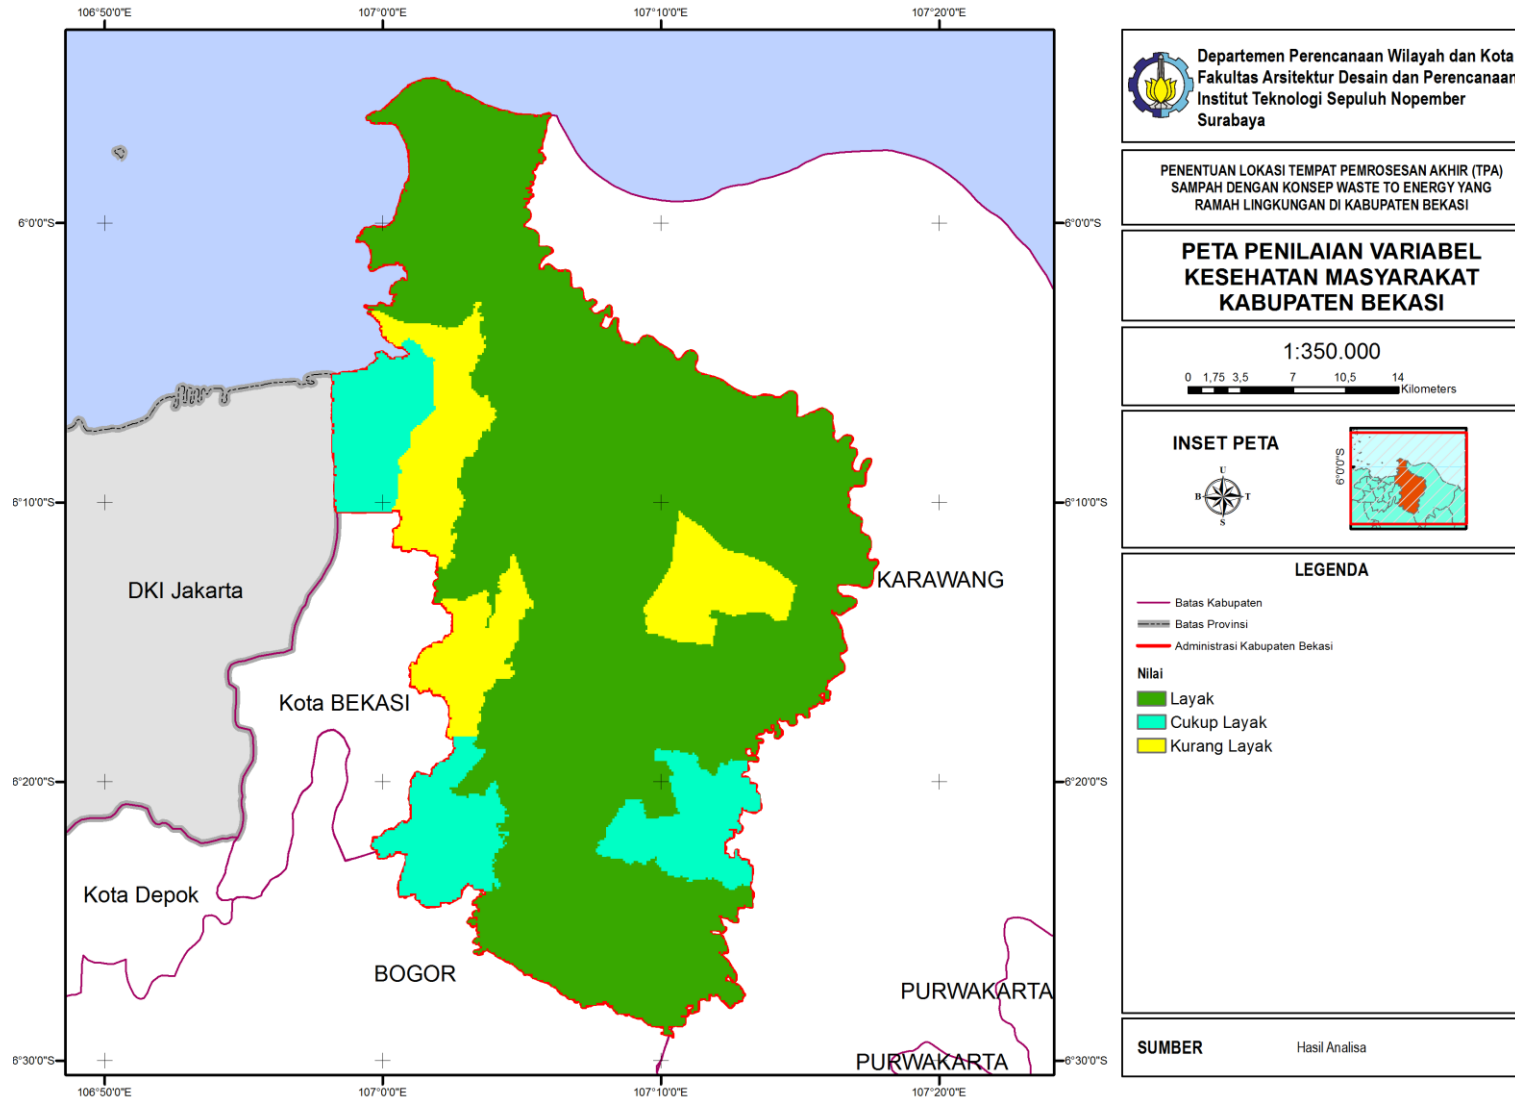 106°50'0"E
107°0'0"E
107°10'0"E
107°20'0"E
6°0'0"S
6°0'0"S
6°10'0"S
6°10'0"S
6°20'0"S
6°20'0"S
6°30'0"S
6°30'0"S
106°50'0"E
107°0'0"E
107°10'0"E
107°20'0"E
DKI Jakarta
KARAWANG
Kota BEKASI
Kota Depok
BOGOR
PURWAKARTA
PURWAKARTA
Departemen Perencanaan Wilayah dan Kota
Fakultas Arsitektur Desain dan Perencanaan
Institut Teknologi Sepuluh Nopember
Surabaya
PENENTUAN LOKASI TEMPAT PEMROSESAN AKHIR (TPA)
SAMPAH DENGAN KONSEP WASTE TO ENERGY YANG
RAMAH LINGKUNGAN DI KABUPATEN BEKASI
PETA PENILAIAN VARIABEL
KESEHATAN MASYARAKAT
KABUPATEN BEKASI
1:350.000
0 1,75 3,5 7 10,5 14
Kilometers
INSET PETA
U
B T
S
6°0'0"S
LEGENDA
Batas Kabupaten
Batas Provinsi
Administrasi Kabupaten Bekasi
Nilai
Layak
Cukup Layak
Kurang Layak
SUMBER Hasil Analisa